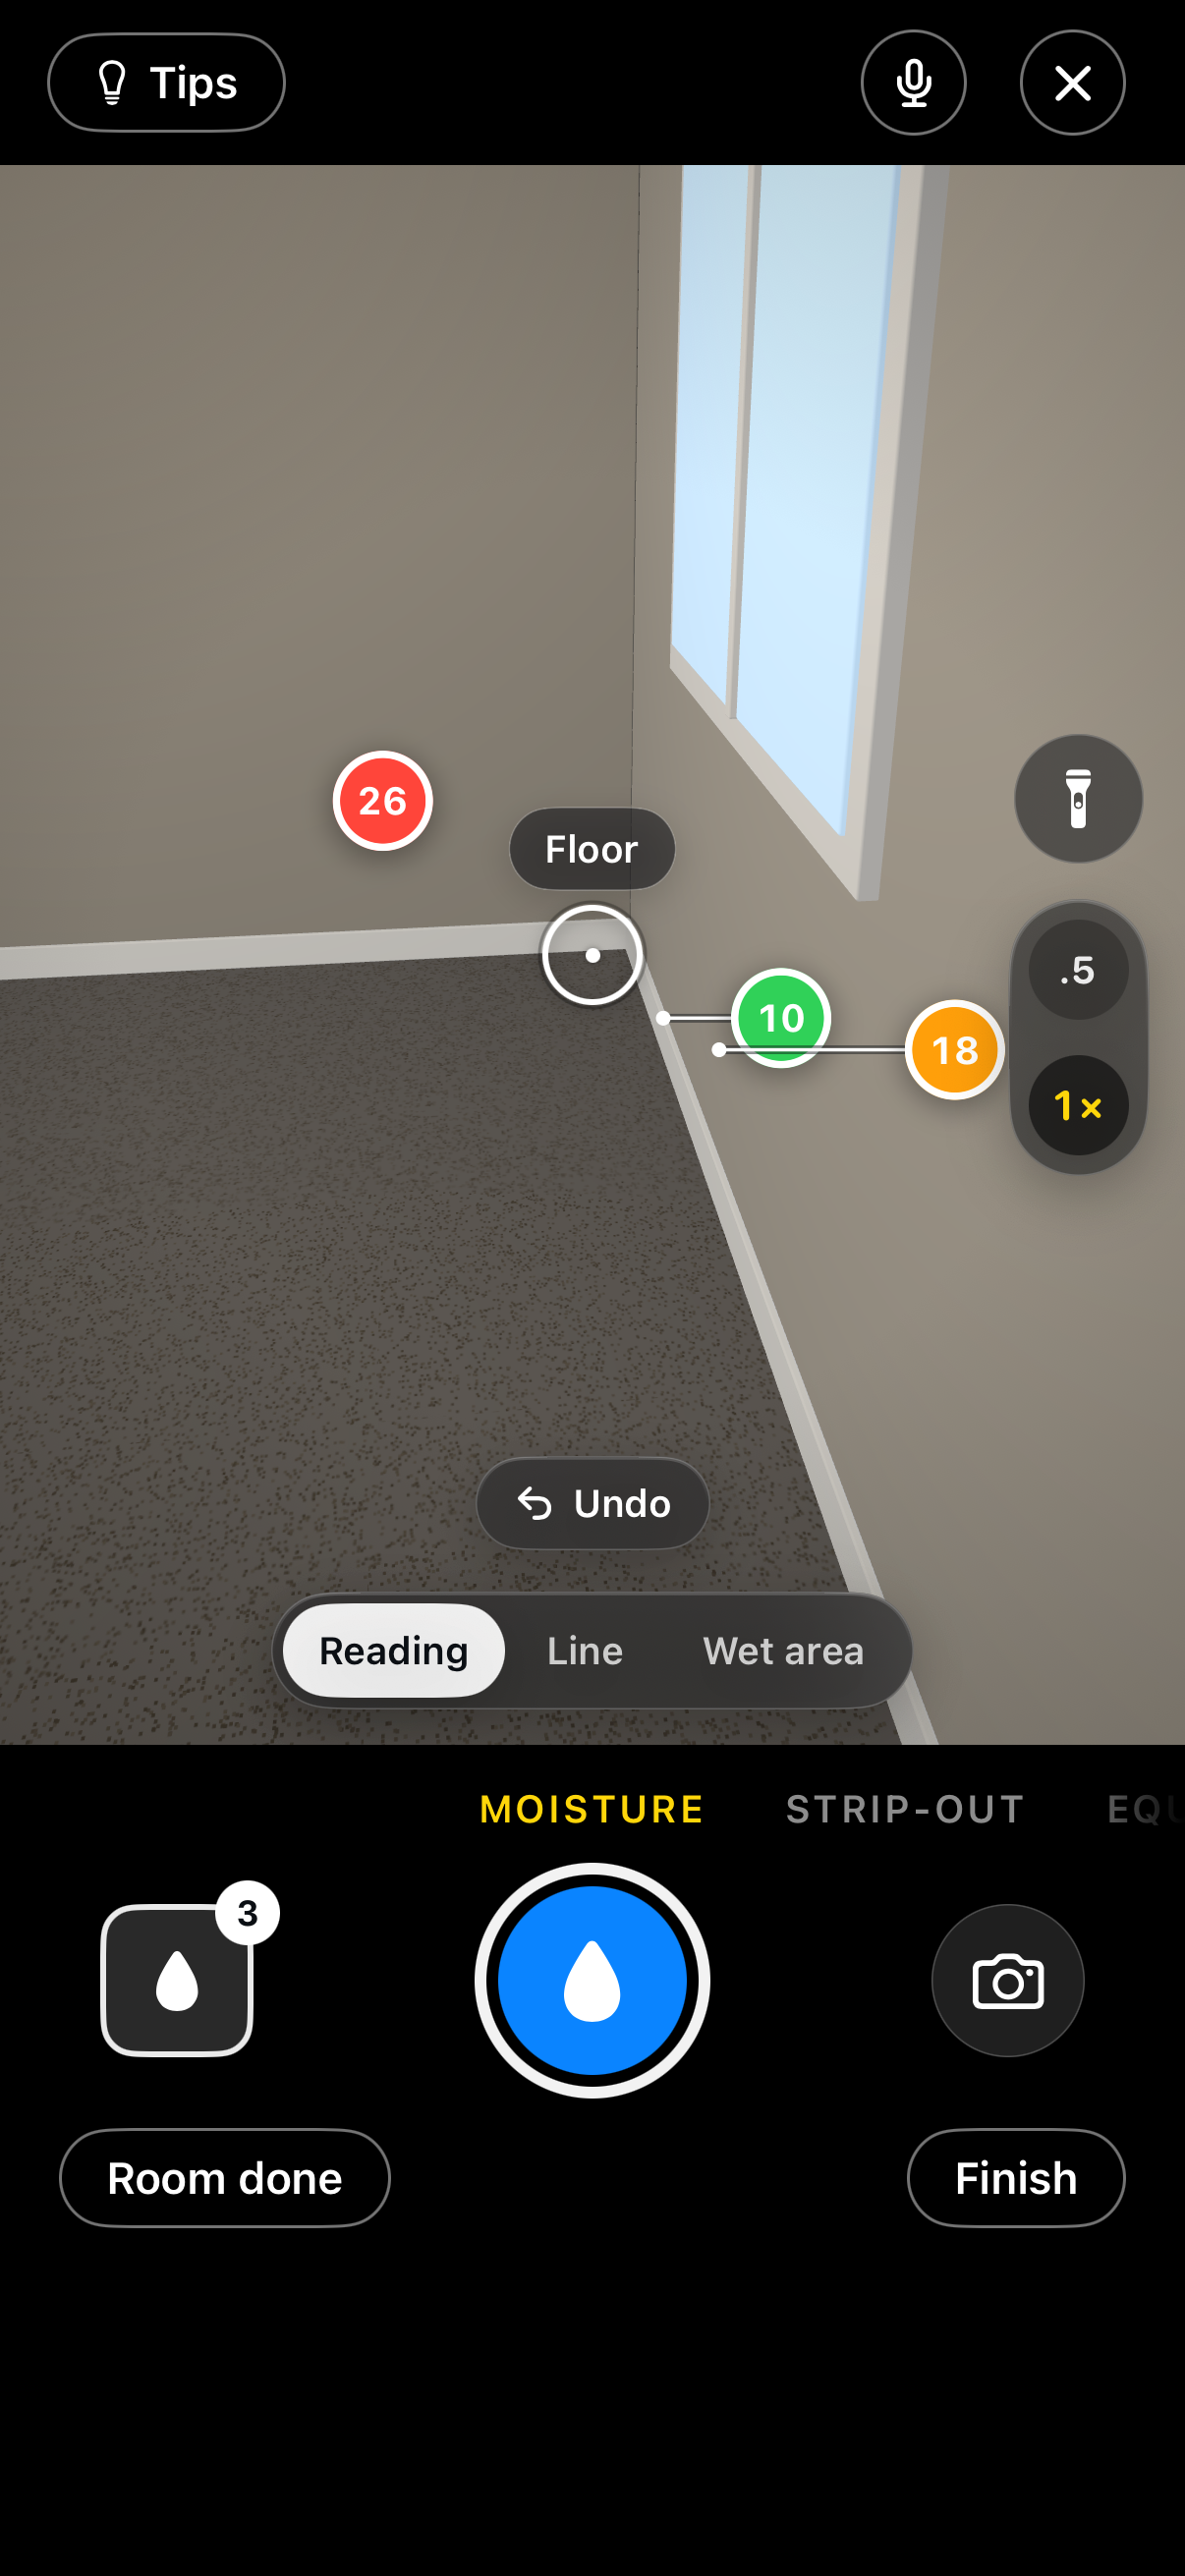 Tips
26
Floor
10
18
.5
1×
Undo
Reading Line Wet area
MOISTURE STRIP-OUT
3
Room done Finish